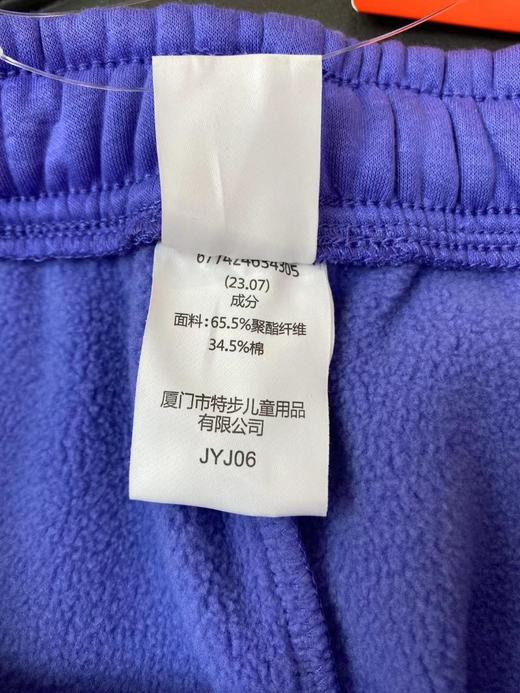 677424634305
(23.07)
成分
面料:65.5%聚酯纤维
34.5%棉
厦门市特步儿童用品
有限公司
JYJ06